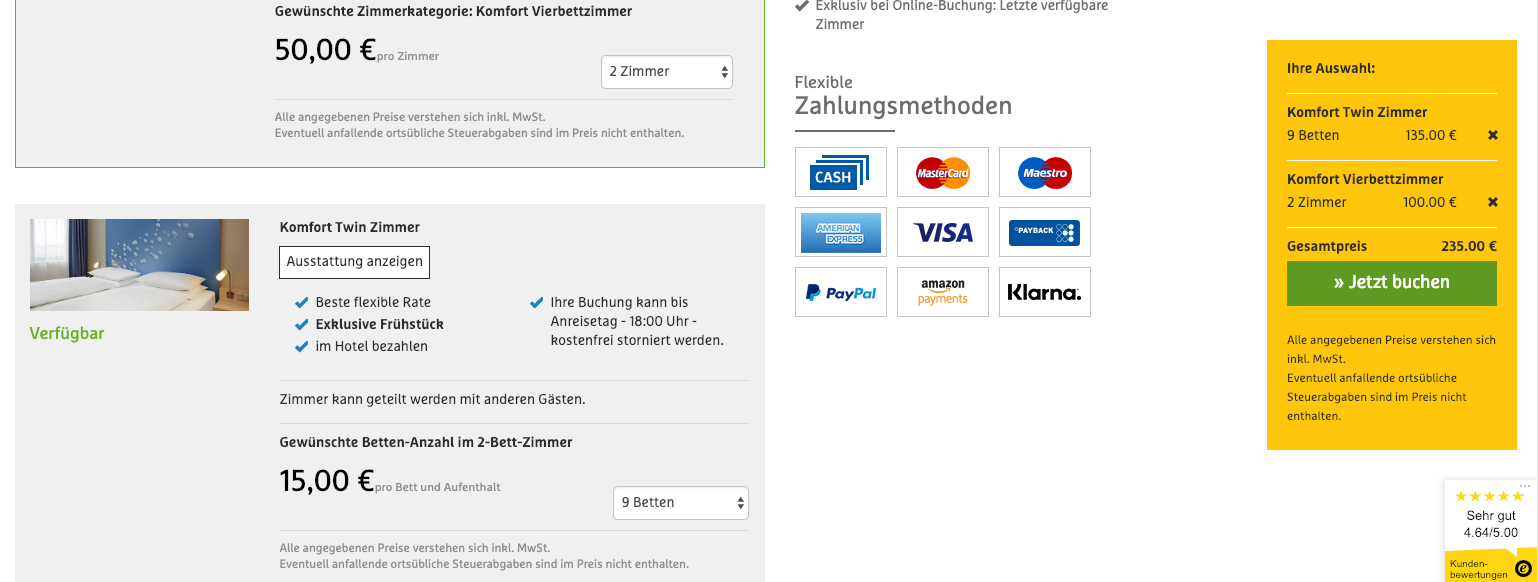 Gewünschte Zimmerkategorie: Komfort Vierbettzimmer
50,00 € pro Zimmer
2 Zimmer
Alle angegebenen Preise verstehen sich inkl. MwSt.
Eventuell anfallende ortsübliche Steuerabgaben sind im Preis nicht enthalten.
Komfort Twin Zimmer
Ausstattung anzeigen
Beste flexible Rate
Exklusive Frühstück
im Hotel bezahlen
Ihre Buchung kann bis
Anreisetag - 18:00 Uhr -
kostenfrei storniert werden.
Verfügbar
Zimmer kann geteilt werden mit anderen Gästen.
Gewünschte Betten-Anzahl im 2-Bett-Zimmer
15,00 € pro Bett und Aufenthalt
9 Betten
Alle angegebenen Preise verstehen sich inkl. MwSt.
Eventuell anfallende ortsübliche Steuerabgaben sind im Preis nicht enthalten.
Exklusiv bei Online-Buchung: Letzte verfügbare
Zimmer
Flexible
Zahlungsmethoden
CASH
MasterCard
Maestro
AMERICAN
EXPRESS
VISA
PAYBACK
PayPal
amazon
payments
Klarna.
Ihre Auswahl:
Komfort Twin Zimmer
9 Betten 135.00 €
Komfort Vierbettzimmer
2 Zimmer 100.00 €
Gesamtpreis 235.00 €
» Jetzt buchen
Alle angegebenen Preise verstehen sich
inkl. MwSt.
Eventuell anfallende ortsübliche
Steuerabgaben sind im Preis nicht
enthalten.
Sehr gut
4.64/5.00
Kunden-
bewertungen